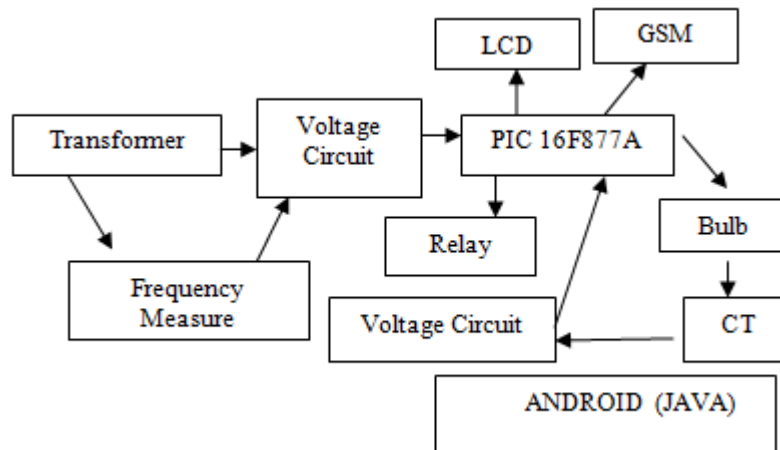 LCD
GSM
Transformer
Voltage
Circuit
PIC 16F877A
Relay
Bulb
Frequency
Measure
Voltage Circuit
CT
ANDROID (JAVA)